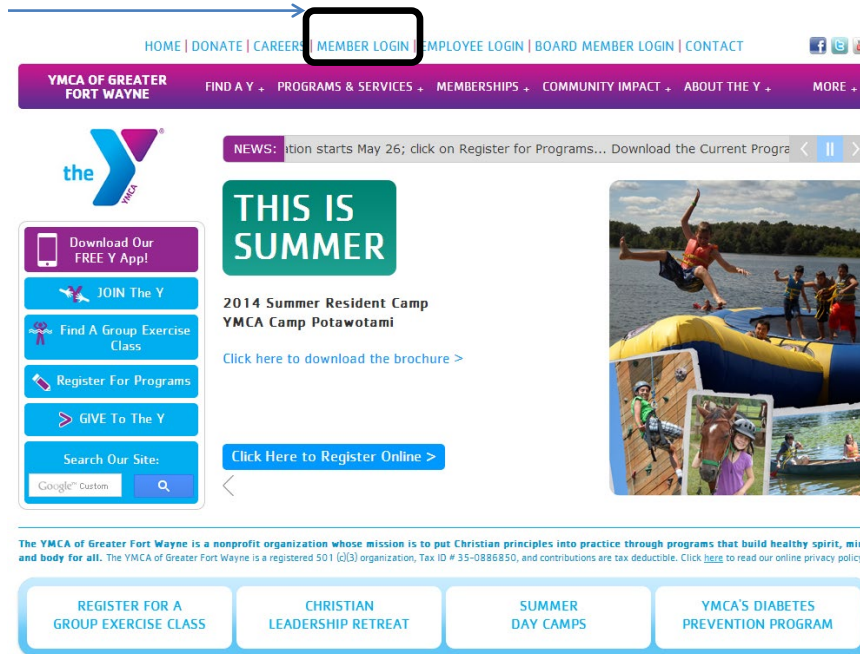 HOME | DONATE | CAREERS | MEMBER LOGIN | EMPLOYEE LOGIN | BOARD MEMBER LOGIN | CONTACT
YMCA OF GREATER
FORT WAYNE
FIND A Y + PROGRAMS & SERVICES + MEMBERSHIPS + COMMUNITY IMPACT + ABOUT THE Y + MORE +
the
YMCA
NEWS: ation starts May 26; click on Register for Programs... Download the Current Progra
Download Our
FREE Y App!
JOIN The Y
Find A Group Exercise
Class
Register For Programs
GIVE To The Y
Search Our Site:
Google™ Custom
THIS IS
SUMMER
2014 Summer Resident Camp
YMCA Camp Potawotami
Click here to download the brochure >
Click Here to Register Online >
The YMCA of Greater Fort Wayne is a nonprofit organization whose mission is to put Christian principles into practice through programs that build healthy spirit, min
and body for all. The YMCA of Greater Fort Wayne is a registered 501 (c)(3) organization, Tax ID # 35-0886850, and contributions are tax deductible. Click here to read our online privacy policy
REGISTER FOR A
GROUP EXERCISE CLASS
CHRISTIAN
LEADERSHIP RETREAT
SUMMER
DAY CAMPS
YMCA'S DIABETES
PREVENTION PROGRAM